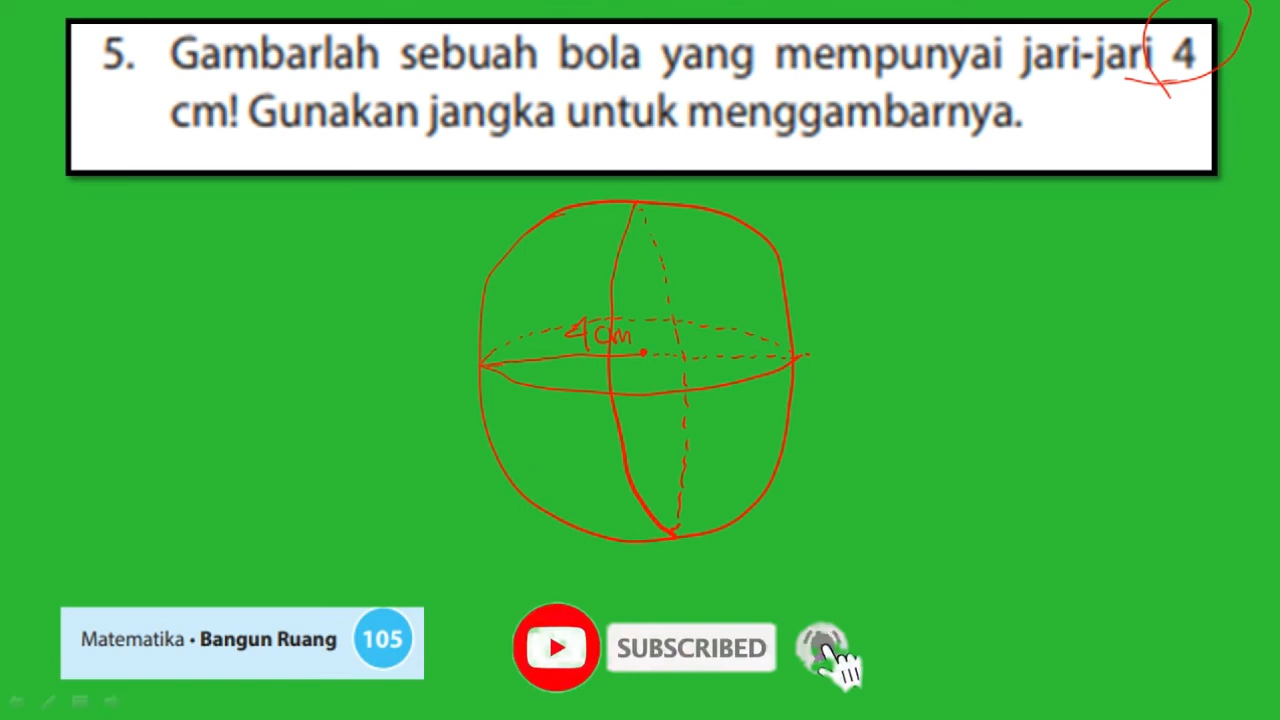 5. Gambarlah sebuah bola yang mempunyai jari-jari 4
cm! Gunakan jangka untuk menggambarnya.
4 cm
Matematika • Bangun Ruang 105
SUBSCRIBED